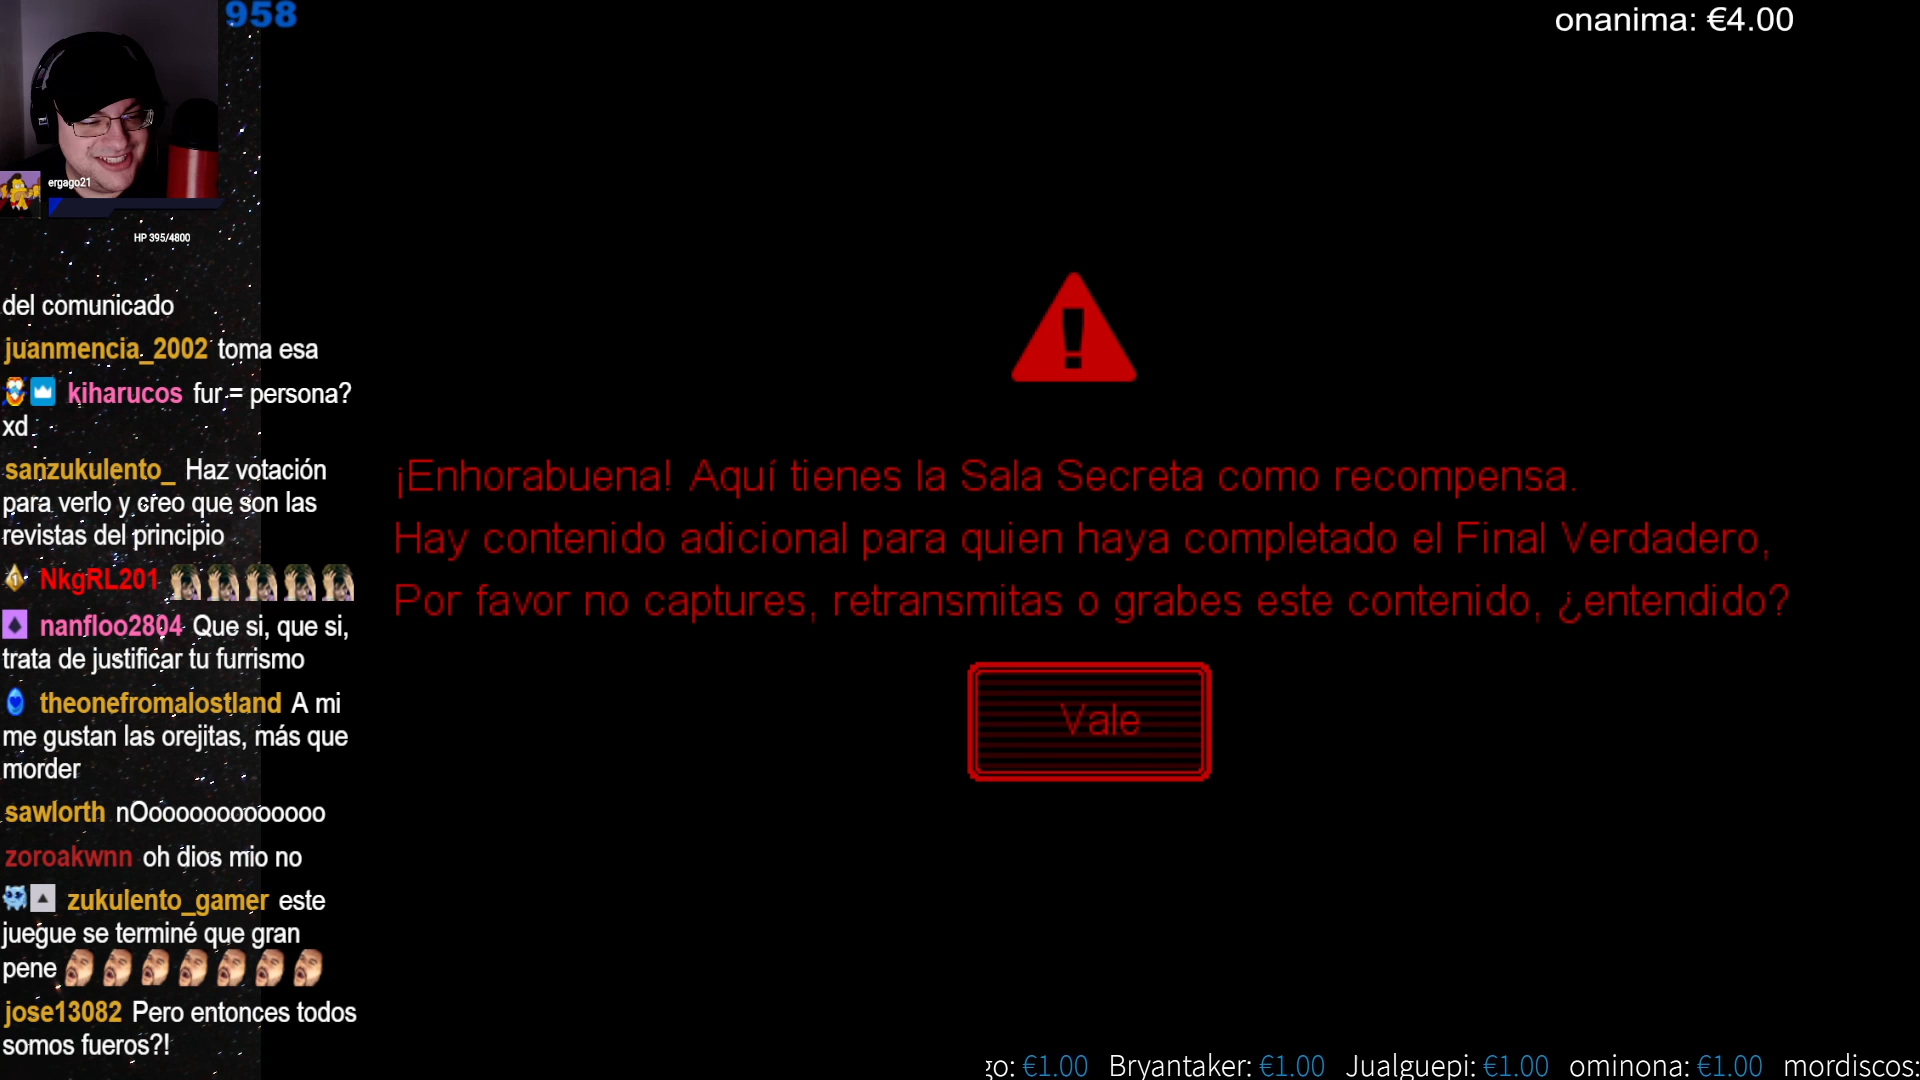 958
onanima: €4.00
ergago21
HP 395/4800
del comunicado
juanmencia_2002 toma esa
kiharucos fur = persona?
xd
sanzukulento_ Haz votación
para verlo y creo que son las
revistas del principio
NkgRL201
nanfloo2804 Que si, que si,
trata de justificar tu furrismo
theonefromalostland A mi
me gustan las orejitas, más que
morder
sawlorth nOooooooooooooo
zoroakwnn oh dios mio no
zukulento_gamer este
juegue se terminé que gran
pene
jose13082 Pero entonces todos
somos fueros?!
¡Enhorabuena! Aquí tienes la Sala Secreta como recompensa.
Hay contenido adicional para quien haya completado el Final Verdadero,
Por favor no captures, retransmitas o grabes este contenido, ¿entendido?
Vale
go: €1.00 Bryantaker: €1.00 Jualguepi: €1.00 ominona: €1.00 mordiscos: